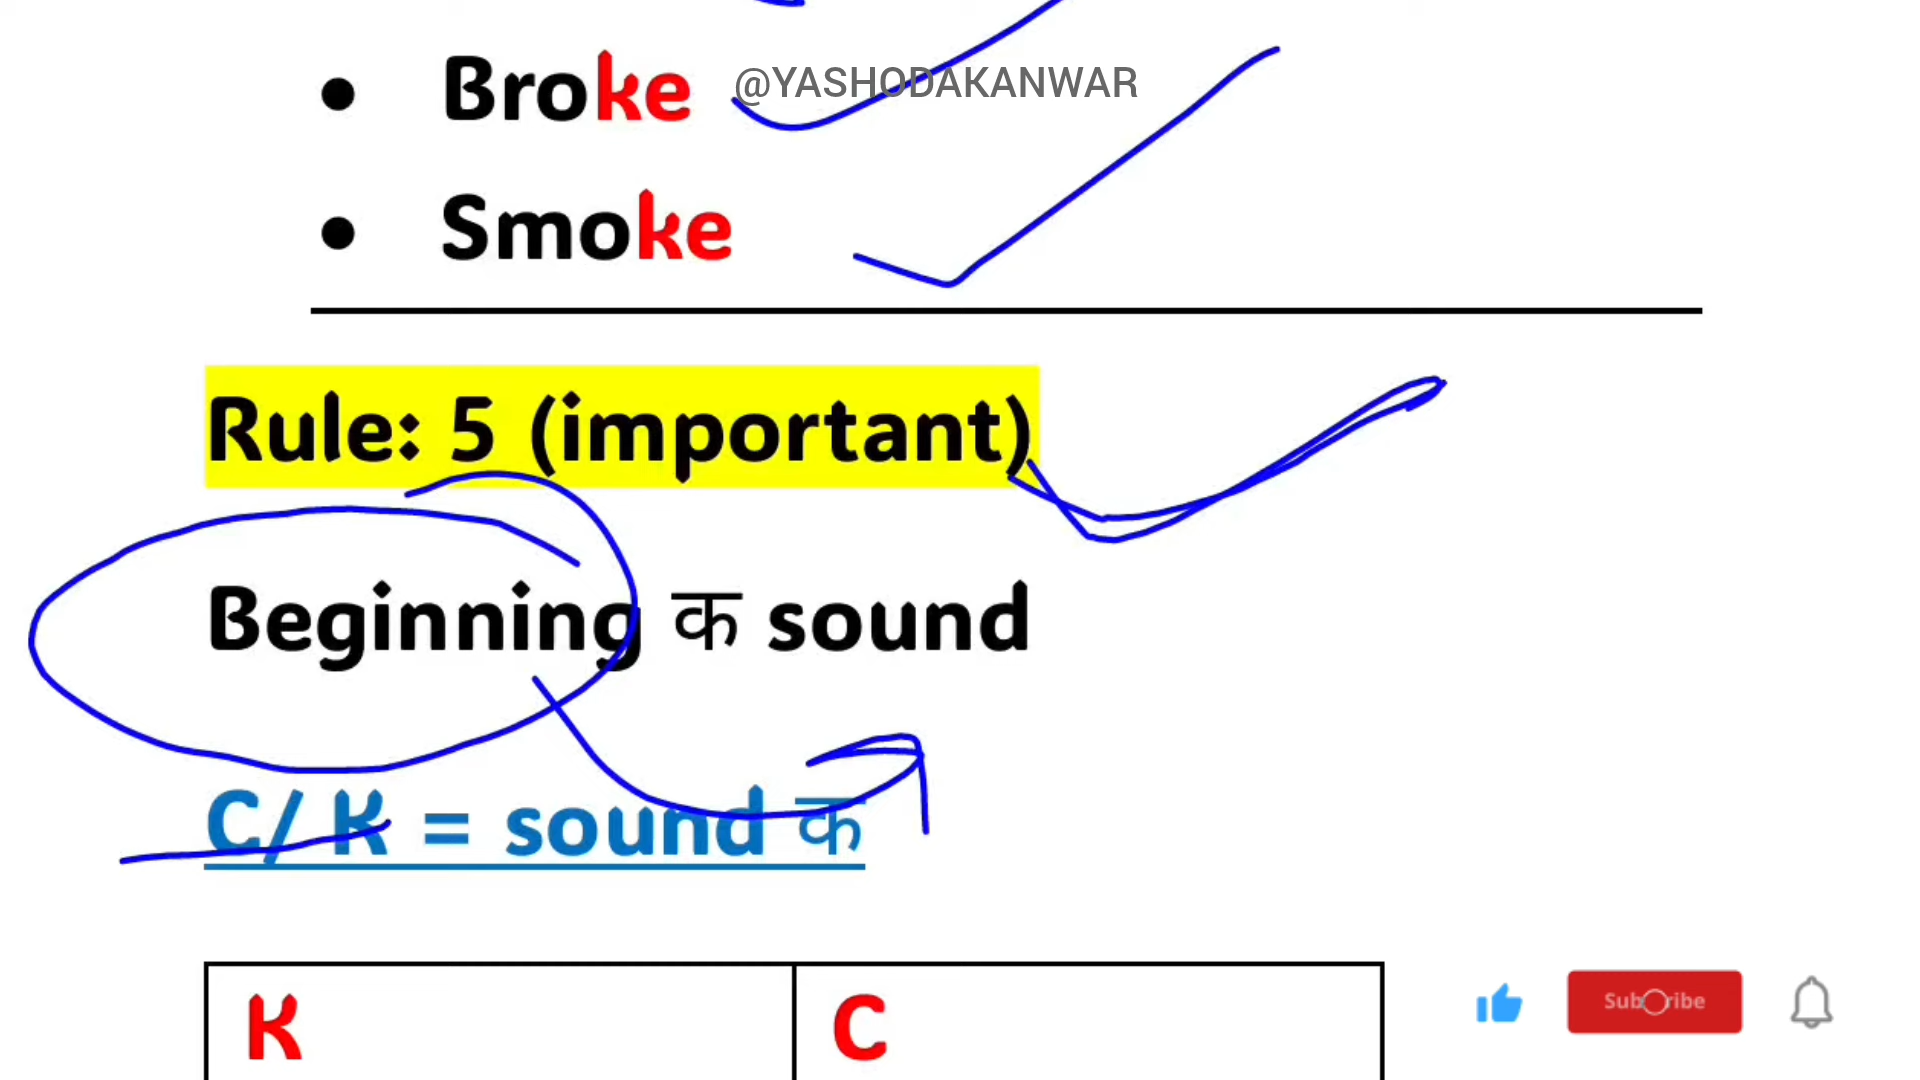 • Broke @YASHODAKANWAR
• Smoke
Rule: 5 (important)
Beginning क sound
C/ K = sound क
K C
Subscribe